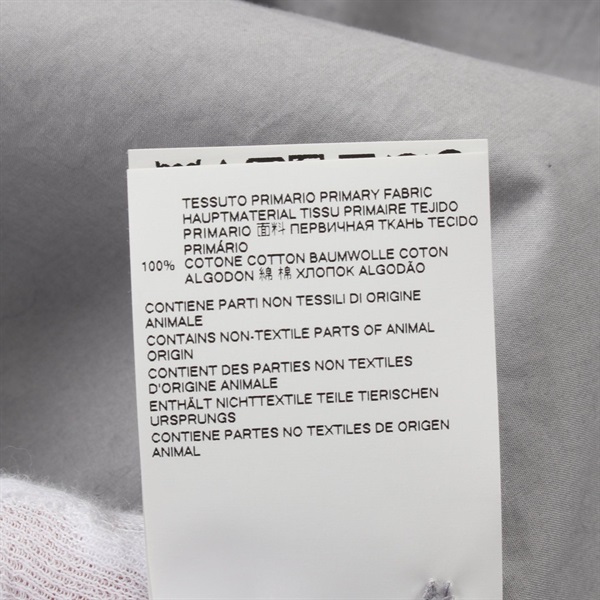 TESSUTO PRIMARIO PRIMARY FABRIC
HAUPTMATERIAL TISSU PRIMAIRE TEJIDO
PRIMARIO 面料 ПЕРВИЧНАЯ ТКАНЬ TECIDO
PRIMÁRIO
100% COTONE COTTON BAUMWOLLE COTON
ALGODON 綿 棉 ХЛОПОК ALGODÃO
CONTIENE PARTI NON TESSILI DI ORIGINE
ANIMALE
CONTAINS NON-TEXTILE PARTS OF ANIMAL
ORIGIN
CONTIENT DES PARTIES NON TEXTILES
D'ORIGINE ANIMALE
ENTHÄLT NICHTTEXTILE TEILE TIERISCHEN
URSPRUNGS
CONTIENE PARTES NO TEXTILES DE ORIGEN
ANIMAL